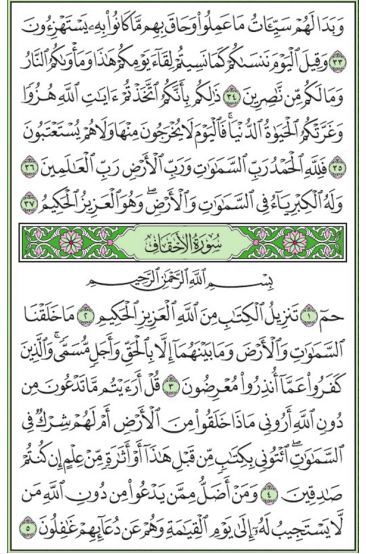 وَبَدَا لَهُمْ سَيِّـَٔاتُ مَا عَمِلُوا۟ وَحَاقَ بِهِم مَّا كَانُوا۟ بِهِۦ يَسْتَهْزِءُونَ
٣٣ وَقِيلَ ٱلْيَوْمَ نَنسَىٰكُمْ كَمَا نَسِيتُمْ لِقَآءَ يَوْمِكُمْ هَٰذَا وَمَأْوَىٰكُمُ ٱلنَّارُ
وَمَا لَكُم مِّن نَّٰصِرِينَ ٣٤ ذَٰلِكُم بِأَنَّكُمُ ٱتَّخَذْتُمْ ءَايَٰتِ ٱللَّهِ هُزُوًا
وَغَرَّتْكُمُ ٱلْحَيَوٰةُ ٱلدُّنْيَا ۚ فَٱلْيَوْمَ لَا يُخْرَجُونَ مِنْهَا وَلَا هُمْ يُسْتَعْتَبُونَ
٣٥ فَلِلَّهِ ٱلْحَمْدُ رَبِّ ٱلسَّمَٰوَٰتِ وَرَبِّ ٱلْأَرْضِ رَبِّ ٱلْعَٰلَمِينَ ٣٦
وَلَهُ ٱلْكِبْرِيَآءُ فِى ٱلسَّمَٰوَٰتِ وَٱلْأَرْضِ ۖ وَهُوَ ٱلْعَزِيزُ ٱلْحَكِيمُ ٣٧
سُورَةُ الأَحْقَافِ
بِسْمِ ٱللَّهِ ٱلرَّحْمَٰنِ ٱلرَّحِيمِ
حمٓ ١ تَنزِيلُ ٱلْكِتَٰبِ مِنَ ٱللَّهِ ٱلْعَزِيزِ ٱلْحَكِيمِ ٢ مَا خَلَقْنَا
ٱلسَّمَٰوَٰتِ وَٱلْأَرْضَ وَمَا بَيْنَهُمَآ إِلَّا بِٱلْحَقِّ وَأَجَلٍ مُّسَمًّى ۚ وَٱلَّذِينَ
كَفَرُوا۟ عَمَّآ أُنذِرُوا۟ مُعْرِضُونَ ٣ قُلْ أَرَءَيْتُم مَّا تَدْعُونَ مِن
دُونِ ٱللَّهِ أَرُونِى مَاذَا خَلَقُوا۟ مِنَ ٱلْأَرْضِ أَمْ لَهُمْ شِرْكٌ فِى
ٱلسَّمَٰوَٰتِ ۖ ٱئْتُونِى بِكِتَٰبٍ مِّن قَبْلِ هَٰذَآ أَوْ أَثَٰرَةٍ مِّنْ عِلْمٍ إِن كُنتُمْ
صَٰدِقِينَ ٤ وَمَنْ أَضَلُّ مِمَّن يَدْعُوا۟ مِن دُونِ ٱللَّهِ مَن
لَّا يَسْتَجِيبُ لَهُۥٓ إِلَىٰ يَوْمِ ٱلْقِيَٰمَةِ وَهُمْ عَن دُعَآئِهِمْ غَٰفِلُونَ ٥